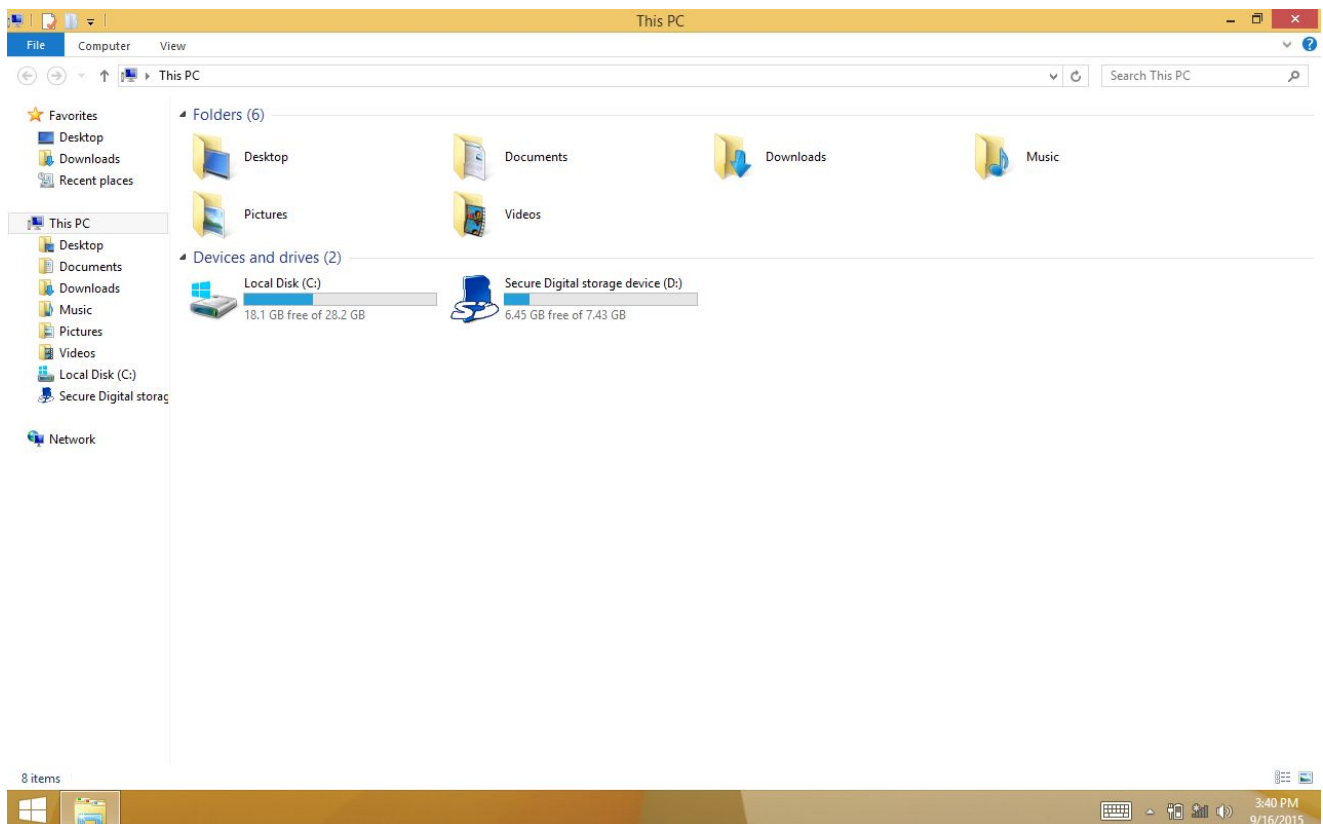 This PC
File Computer View
This PC
Search This PC
Favorites
Desktop
Downloads
Recent places
This PC
Desktop
Documents
Downloads
Music
Pictures
Videos
Local Disk (C:)
Secure Digital storag
Network
Folders (6)
Desktop Documents Downloads Music
Pictures Videos
Devices and drives (2)
Local Disk (C:) Secure Digital storage device (D:)
18.1 GB free of 28.2 GB 6.45 GB free of 7.43 GB
8 items
3:40 PM
9/16/2015